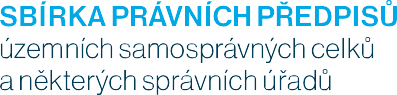 SBÍRKA PRÁVNÍCH PŘEDPISŮ
územních samosprávných celků
a některých správních úřadů